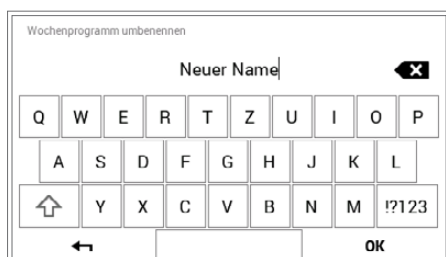 Wochenprogramm umbenennen
Neuer Name
Q W E R T Z U I O P
A S D F G H J K L
Y X C V B N M !?123
OK